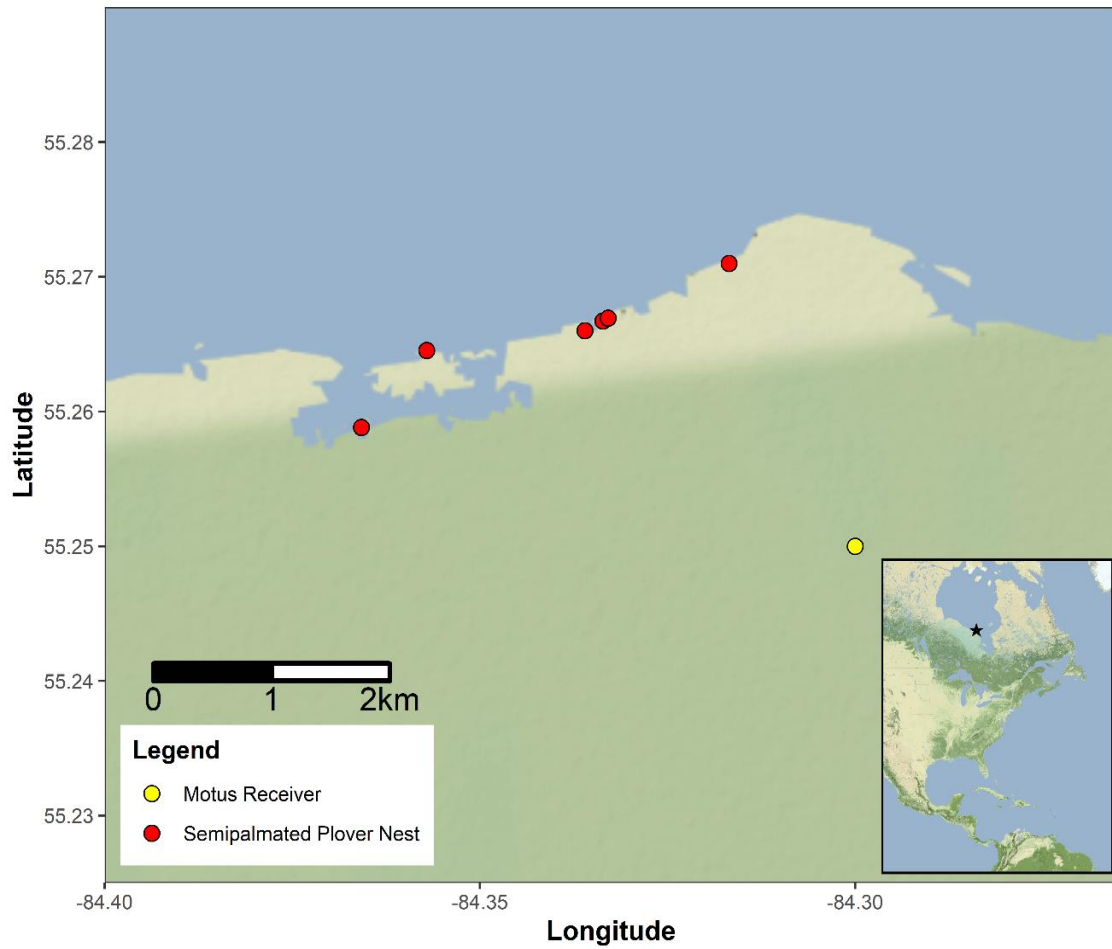 55.28
55.27
55.26
55.25
55.24
55.23
Latitude
0 1 2km
Legend
Motus Receiver
Semipalmated Plover Nest
-84.40 -84.35 -84.30
Longitude